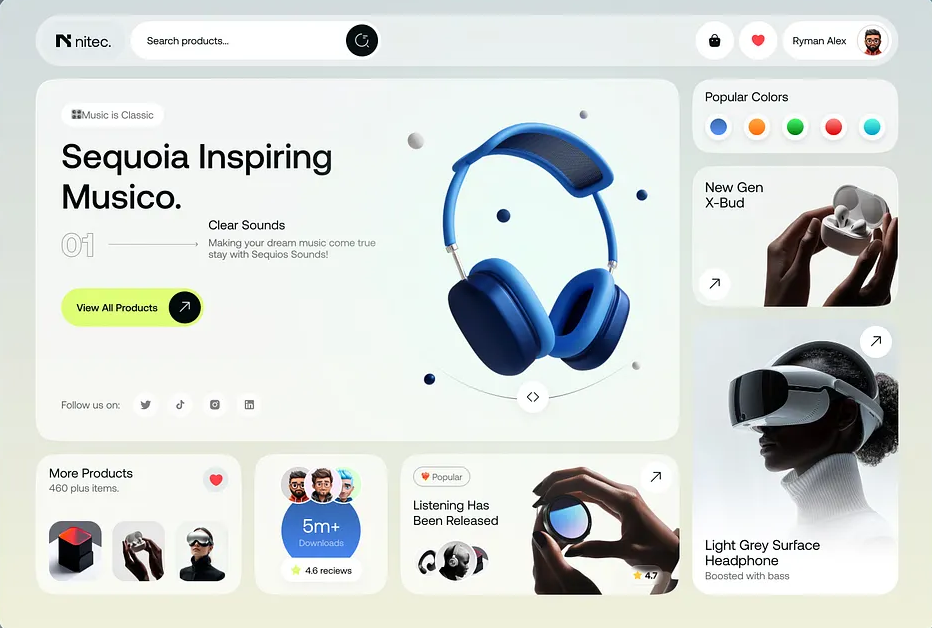 nitec.
Search products...
Ryman Alex
Music is Classic
Sequoia Inspiring
Musico.
01
Clear Sounds
Making your dream music come true
stay with Sequios Sounds!
View All Products
Follow us on:
Popular Colors
New Gen
X-Bud
Light Grey Surface
Headphone
Boosted with bass
More Products
460 plus items.
5m+
Downloads
4.6 reciews
Popular
Listening Has
Been Released
4.7